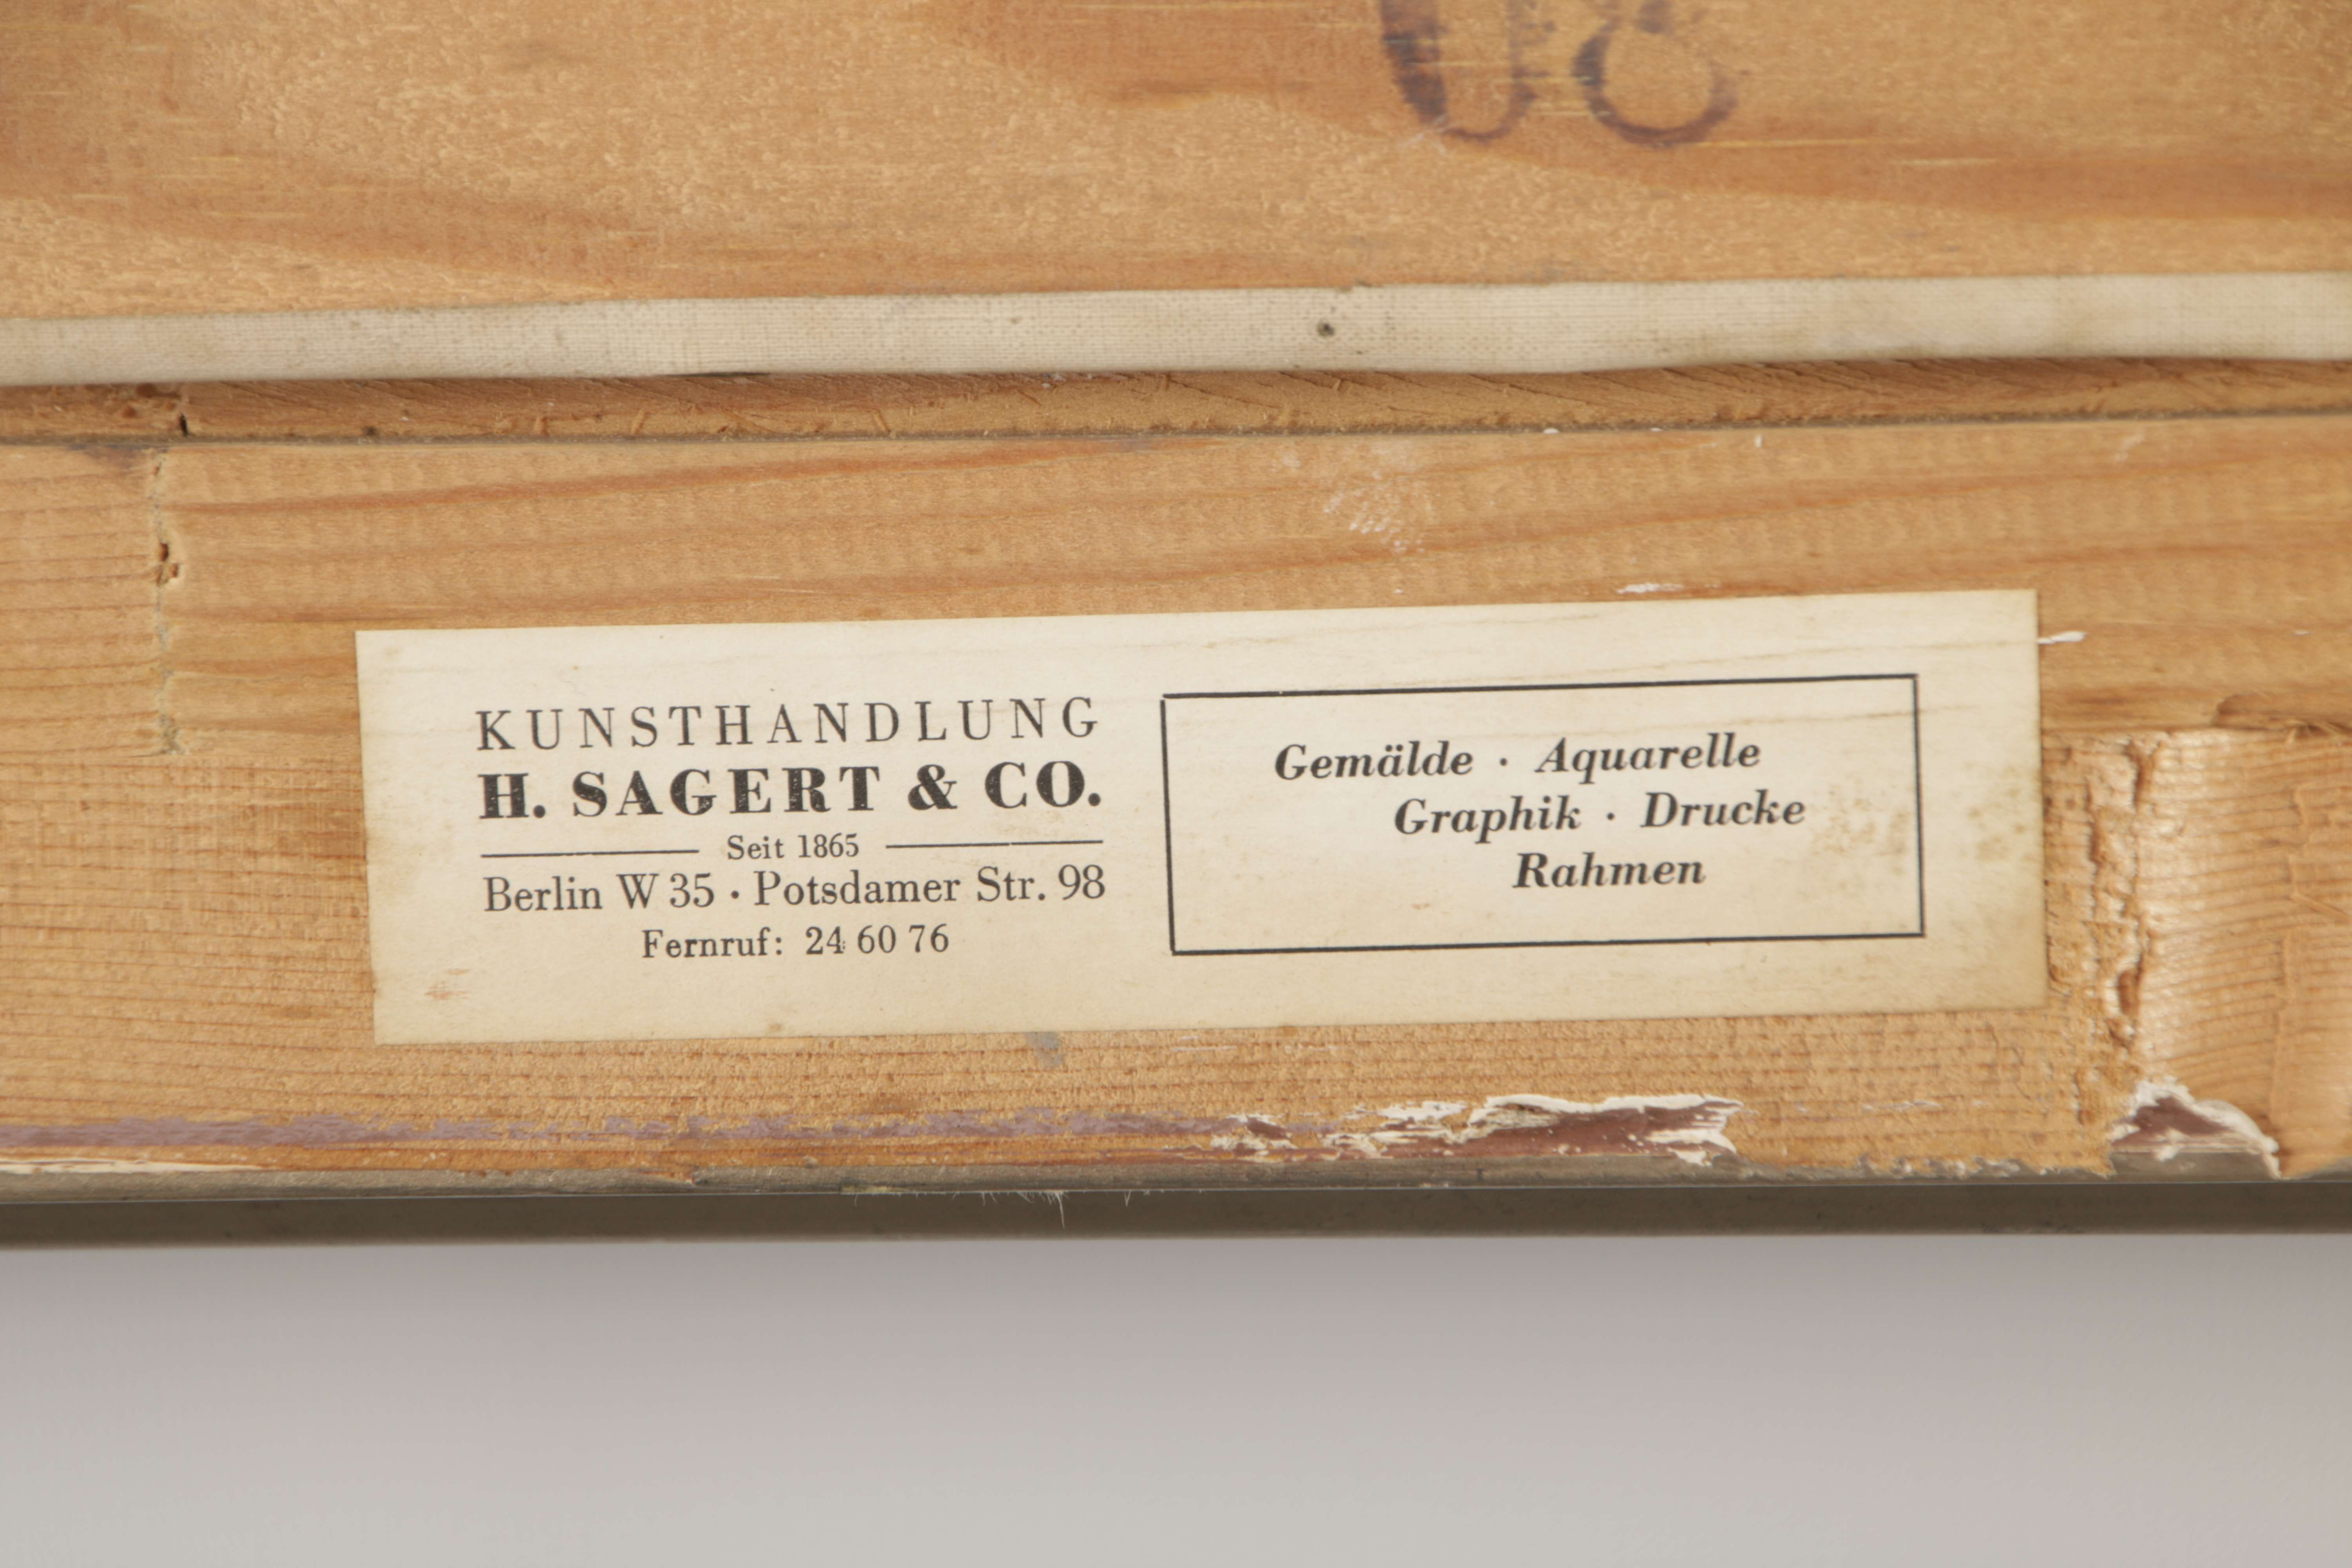 KUNSTHANDLUNG
H. SAGERT & CO.
Seit 1865
Berlin W 35 · Potsdamer Str. 98
Fernruf: 24 60 76
Gemälde · Aquarelle
Graphik · Drucke
Rahmen